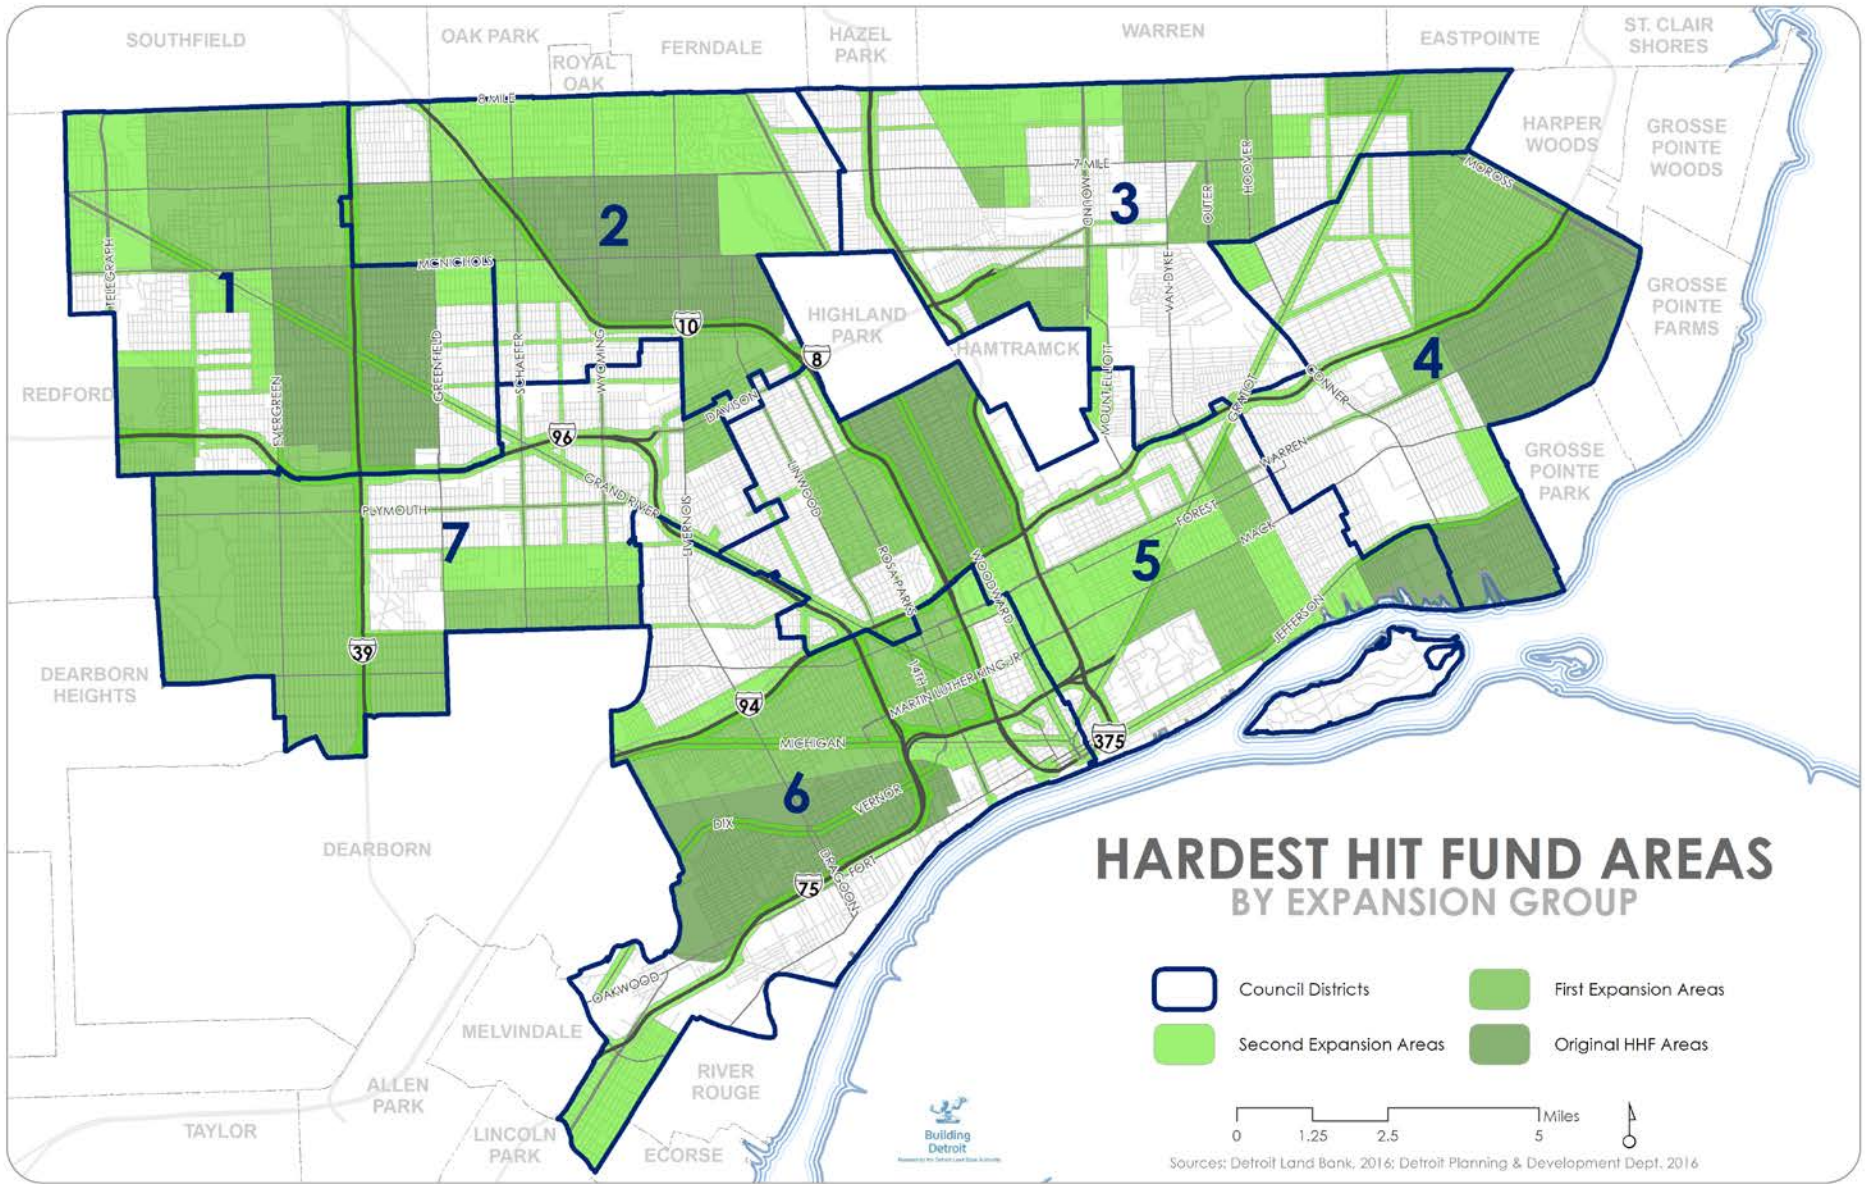 SOUTHFIELD
OAK PARK
ROYAL
OAK
FERNDALE
HAZEL
PARK
WARREN
EASTPOINTE
ST. CLAIR
SHORES
8 MILE
HARPER
WOODS
GROSSE
POINTE
WOODS
7 MILE
MOROSS
HOOVER
OUTER
MOUND
3
2
TELEGRAPH
MCNICHOLS
1
VAN DYKE
GROSSE
POINTE
FARMS
HIGHLAND
PARK
10
8
HAMTRAMCK
GREENFIELD
SCHAEFER
WYOMING
MOUNT ELLIOTT
4
CONNER
GRATIOT
REDFORD
EVERGREEN
DAVISON
96
WARREN
GROSSE
POINTE
PARK
LINWOOD
GRAND RIVER
LIVERNOIS
PLYMOUTH
7
FOREST
MACK
5
ROSA PARKS
WOODWARD
JEFFERSON
39
DEARBORN
HEIGHTS
14TH
MARTIN LUTHER KING JR
94
MICHIGAN
375
6
VERNOR
DIX
DEARBORN
75
FORT
DRAGOON
OAKWOOD
MELVINDALE
RIVER
ROUGE
ALLEN
PARK
TAYLOR
LINCOLN
PARK
ECORSE
HARDEST HIT FUND AREAS
BY EXPANSION GROUP
Council Districts
First Expansion Areas
Second Expansion Areas
Original HHF Areas
Miles
0 1.25 2.5 5
Building
Detroit
Sources: Detroit Land Bank, 2016; Detroit Planning & Development Dept. 2016